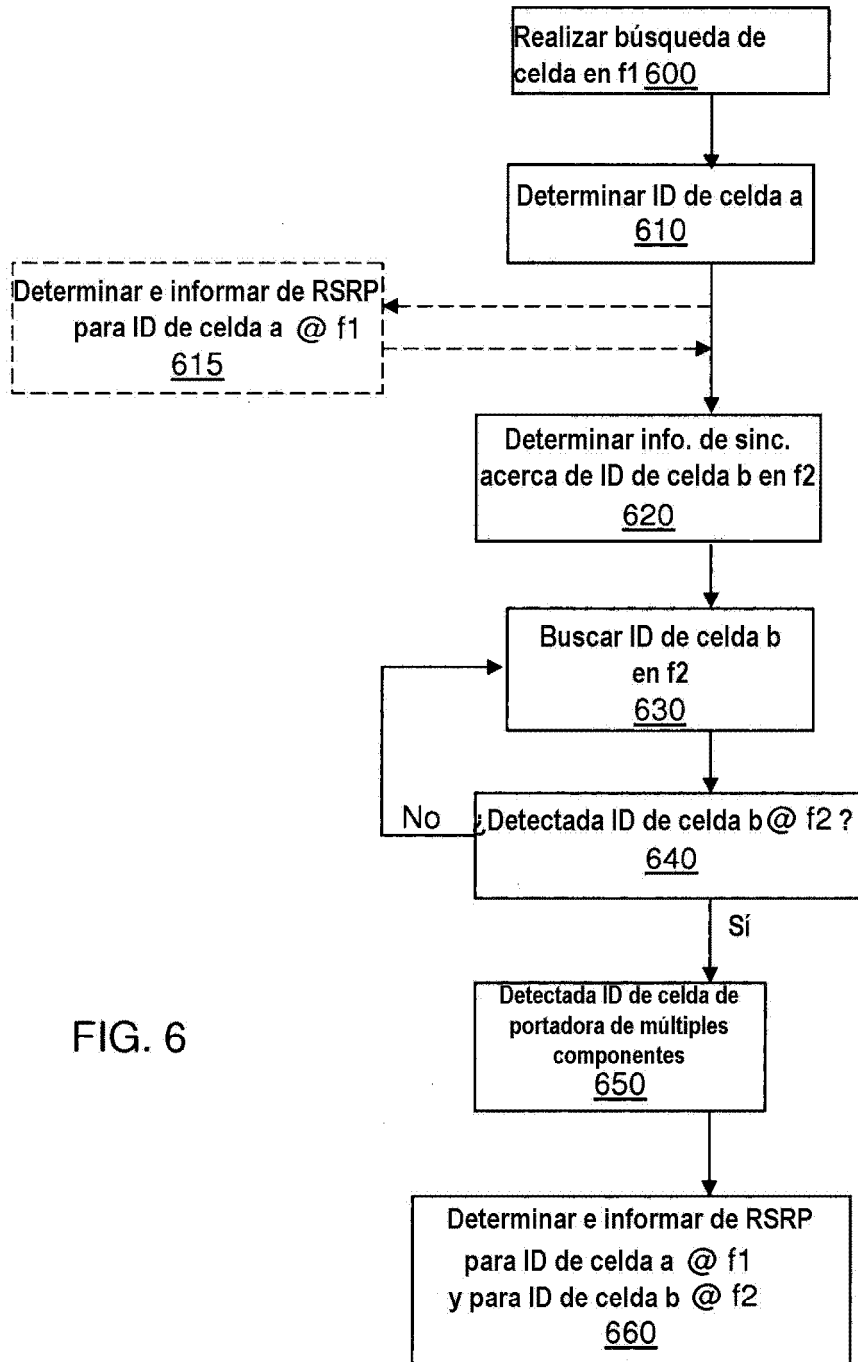 Realizar búsqueda de
celda en f1 600
Determinar ID de celda a
610
Determinar e informar de RSRP
para ID de celda a @ f1
615
Determinar info. de sinc.
acerca de ID de celda b en f2
620
Buscar ID de celda b
en f2
630
No
¿Detectada ID de celda b @ f2 ?
640
Sí
Detectada ID de celda de
portadora de múltiples
componentes
650
FIG. 6
Determinar e informar de RSRP
para ID de celda a @ f1
y para ID de celda b @ f2
660